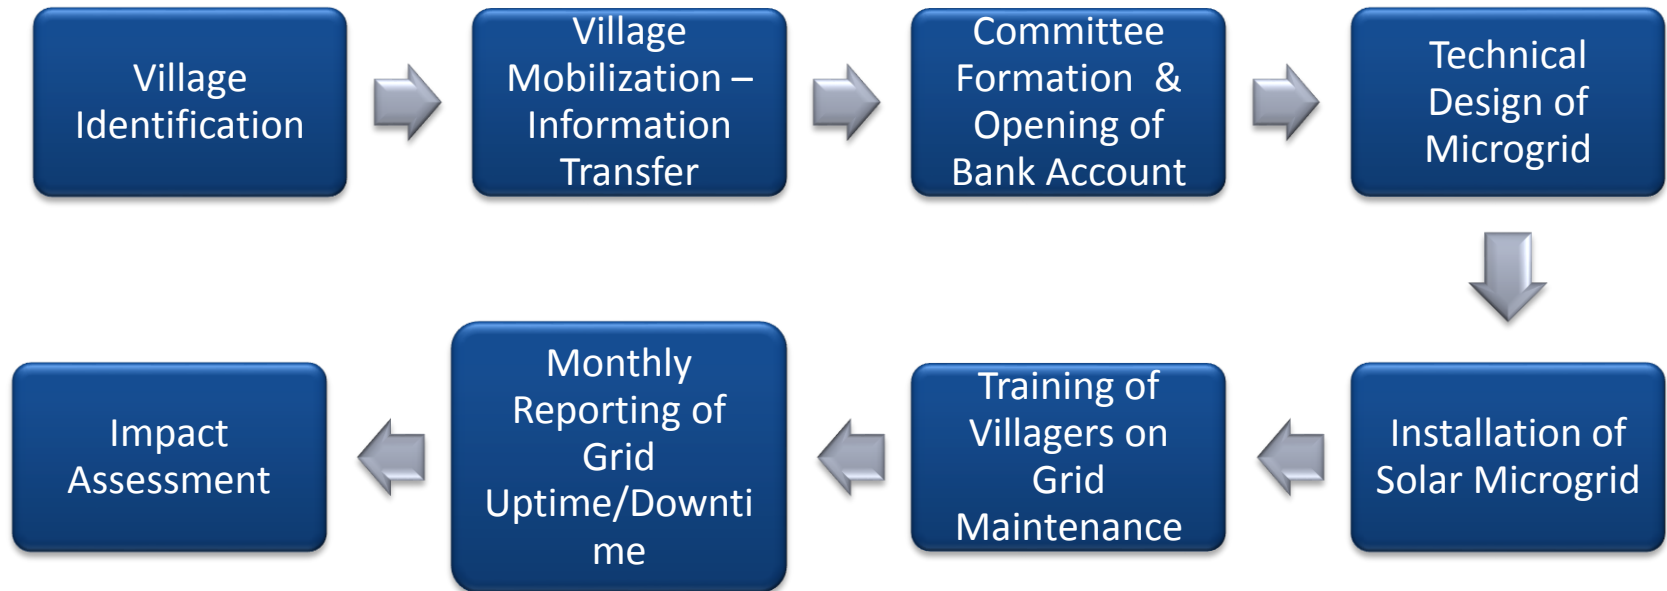 Village
Identification
Village
Mobilization –
Information
Transfer
Committee
Formation &
Opening of
Bank Account
Technical
Design of
Microgrid
Installation of
Solar Microgrid
Training of
Villagers on
Grid
Maintenance
Monthly
Reporting of
Grid
Uptime/Downti
me
Impact
Assessment